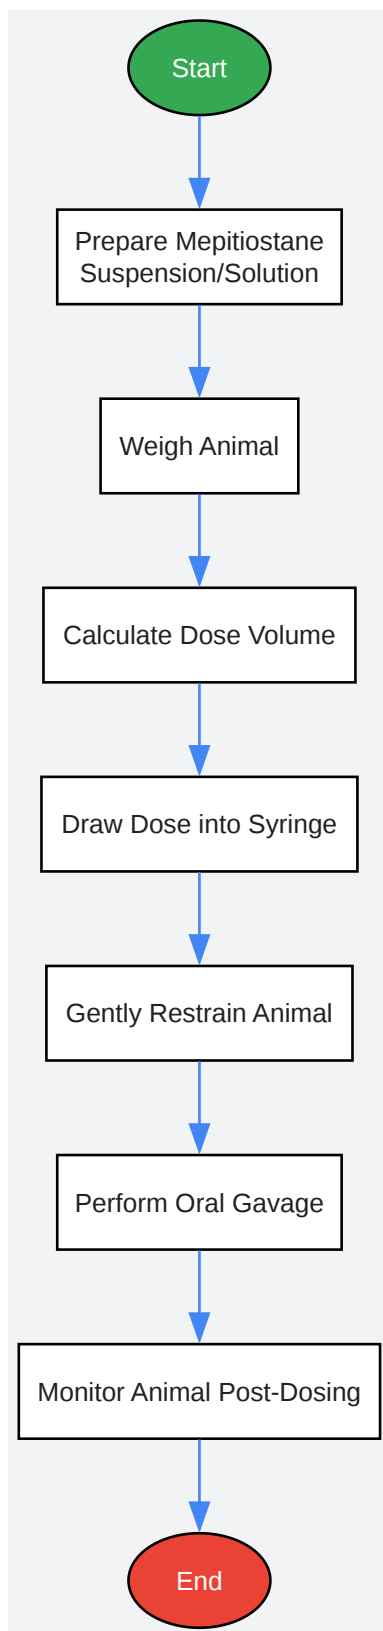 Start
Prepare Mepitiostane
Suspension/Solution
Weigh Animal
Calculate Dose Volume
Draw Dose into Syringe
Gently Restrain Animal
Perform Oral Gavage
Monitor Animal Post-Dosing
End